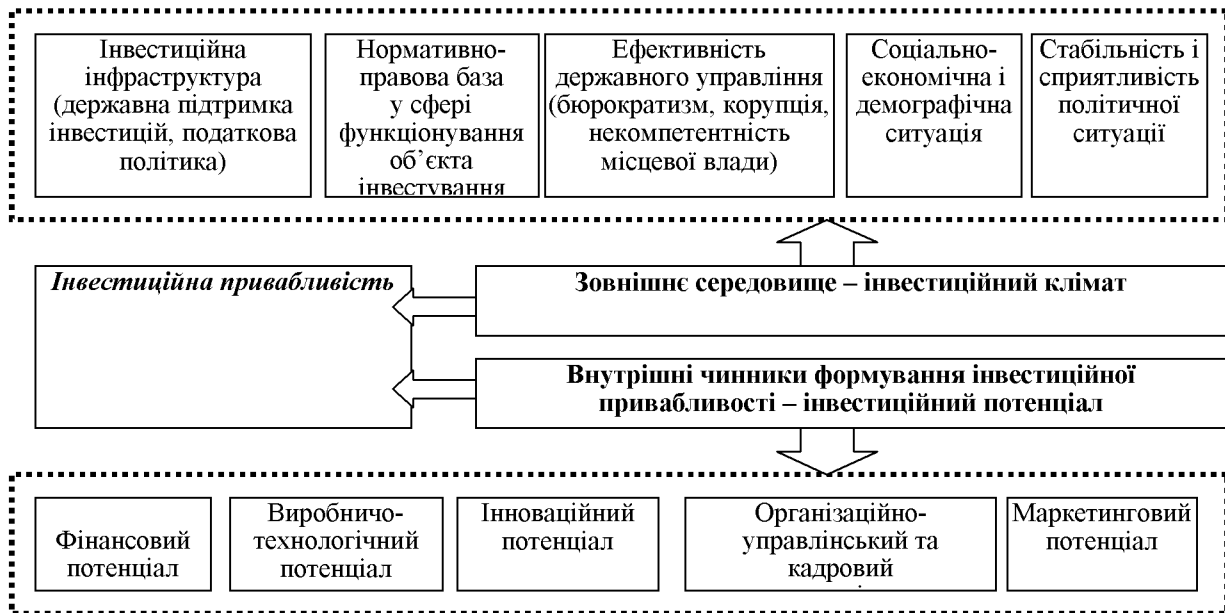 Інвестиційна
інфраструктура
(державна підтримка
інвестицій, податкова
політика)
Нормативно-
правова база
у сфері
функціонування
об’єкта
інвестування
Ефективність
державного управління
(бюрократизм, корупція,
некомпетентність
місцевої влади)
Соціально-
економічна і
демографічна
ситуація
Стабільність і
сприятливість
політичної
ситуації
Інвестиційна привабливість
Зовнішнє середовище – інвестиційний клімат
Внутрішні чинники формування інвестиційної
привабливості – інвестиційний потенціал
Фінансовий
потенціал
Виробничо-
технологічний
потенціал
Інноваційний
потенціал
Організаційно-
управлінський та
кадровий
Маркетинговий
потенціал